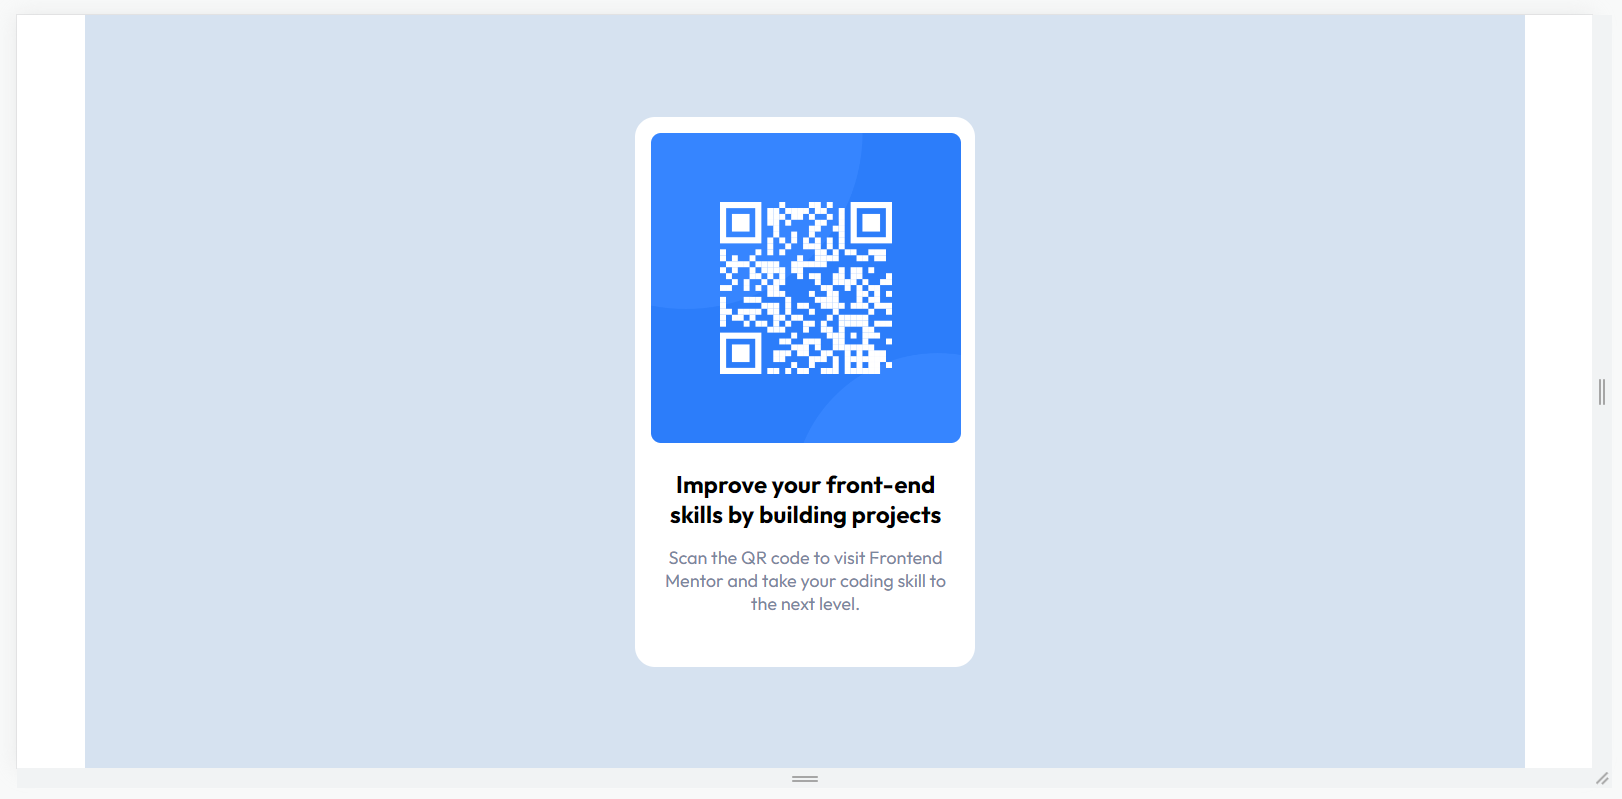 Improve your front-end
skills by building projects
Scan the QR code to visit Frontend
Mentor and take your coding skill to
the next level.